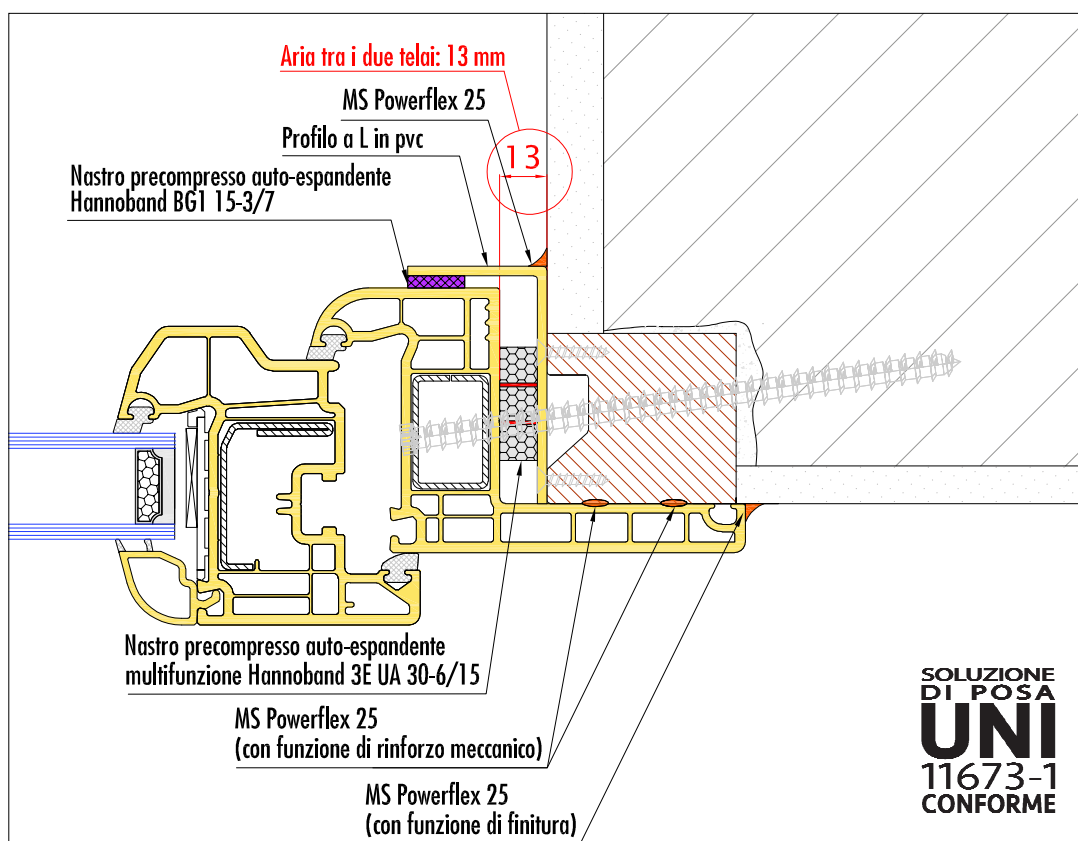 Aria tra i due telai: 13 mm
MS Powerflex 25
Profilo a L in pvc
13
Nastro precompresso auto-espandente
Hannoband BG1 15-3/7
Nastro precompresso auto-espandente
multifunzione Hannoband 3E UA 30-6/15
MS Powerflex 25
(con funzione di rinforzo meccanico)
MS Powerflex 25
(con funzione di finitura)
SOLUZIONE
DI POSA
UNI
11673-1
CONFORME